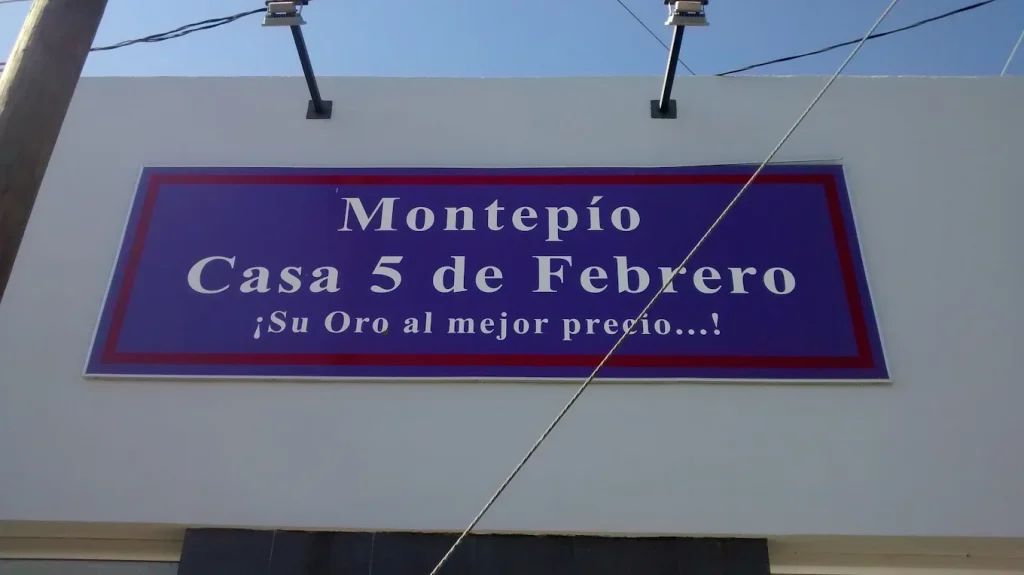 Montepío
Casa 5 de Febrero
¡Su Oro al mejor precio...!